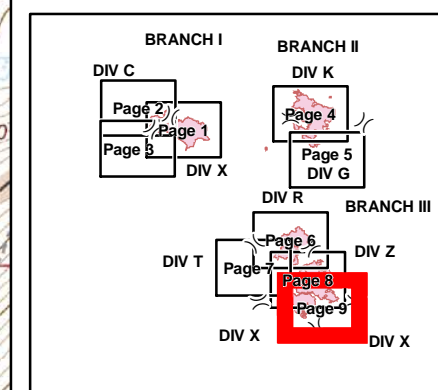 BRANCH I
BRANCH II
DIV C
DIV K
Page 2
Page 4
Page 1
Page 3
Page 5
DIV X
DIV G
DIV R
BRANCH III
Page 6
DIV Z
DIV T
Page 7
Page 8
Page 9
DIV X
DIV X